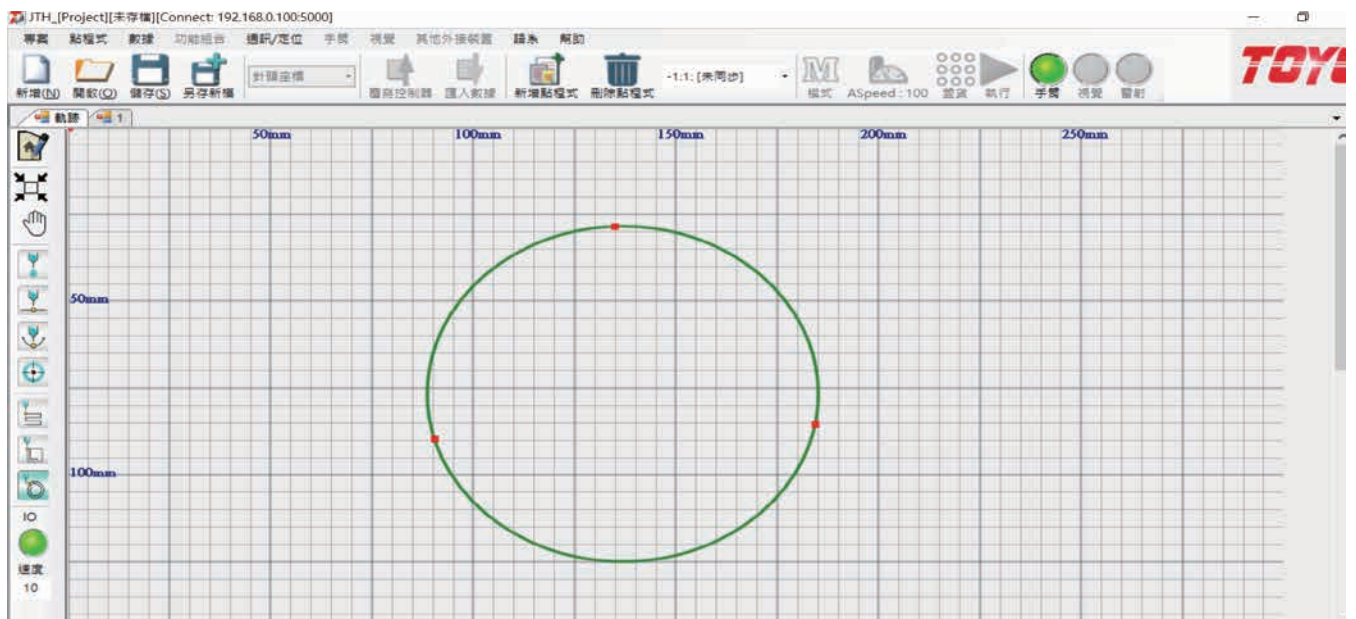 JTH_[Project][未存檔][Connect: 192.168.0.100:5000]
專案 點程式 數據 功能組合 通訊/定位 手臂 視覺 其他外接裝置 語系 幫助
針頭座標 -1:1: [未同步] TOYO
新增(N) 開啟(O) 儲存(S) 另存新檔 覆寫控制器 匯入數據 新增點程式 刪除點程式 模式 ASpeed : 100 執行 手臂 視覺 雷射
軌跡 1
50mm 100mm 150mm 200mm 250mm
50mm
100mm
IO
速度
10